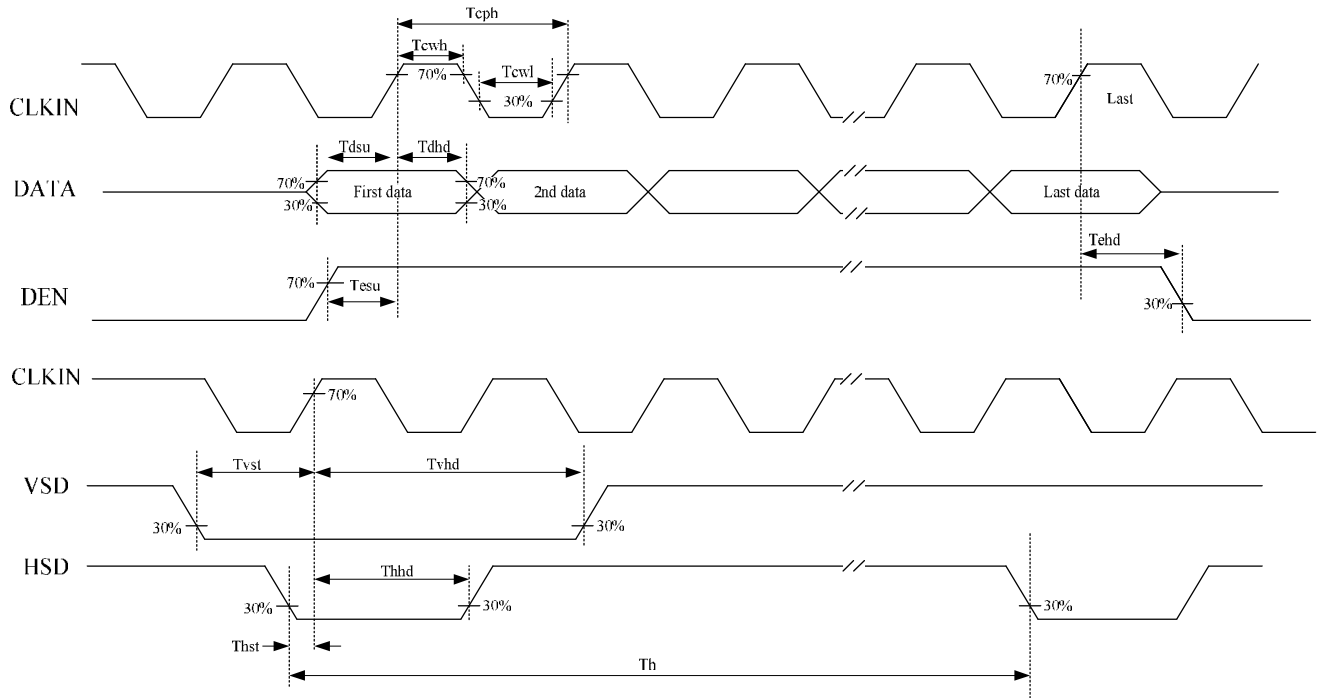 Tcph
Tcwh
Tcwl
70%
30%
70%
Last
CLKIN
Tdsu
Tdhd
DATA
70%
30%
First data
70%
30%
2nd data
Last data
Tehd
DEN
70%
Tesu
30%
CLKIN
70%
Tvst
Tvhd
VSD
30%
30%
HSD
Thhd
30%
30%
30%
Thst
Th